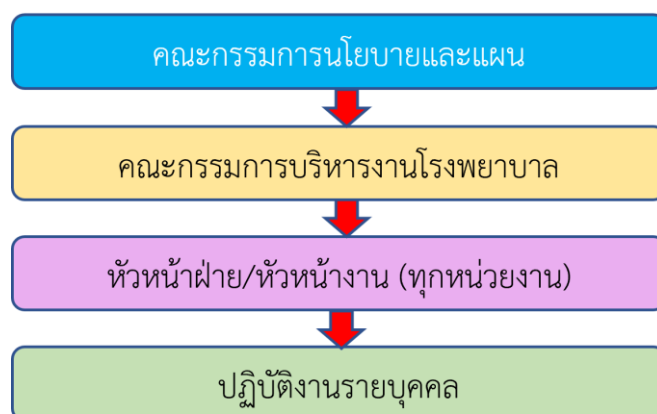 คณะกรรมการนโยบายและแผน
คณะกรรมการบริหารงานโรงพยาบาล
หัวหน้าฝ่าย/หัวหน้างาน (ทุกหน่วยงาน)
ปฏิบัติงานรายบุคคล